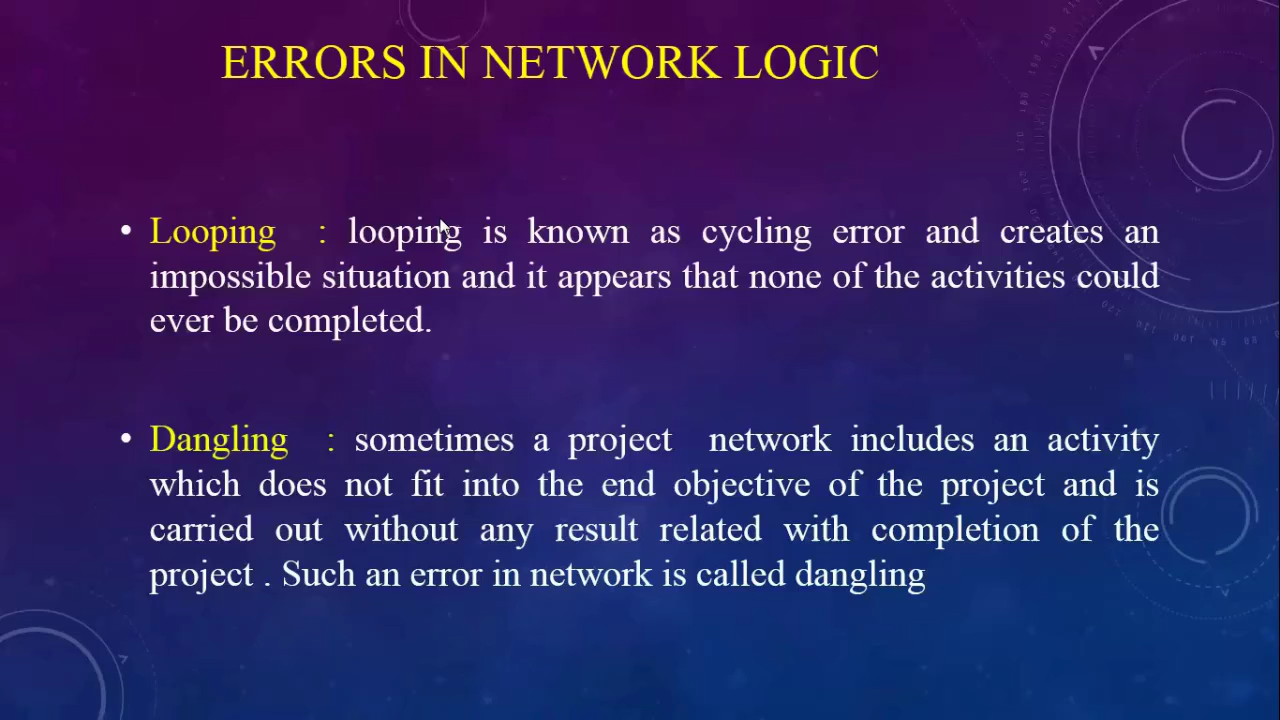 ERRORS IN NETWORK LOGIC
• Looping : looping is known as cycling error and creates an
impossible situation and it appears that none of the activities could
ever be completed.
• Dangling : sometimes a project network includes an activity
which does not fit into the end objective of the project and is
carried out without any result related with completion of the
project . Such an error in network is called dangling